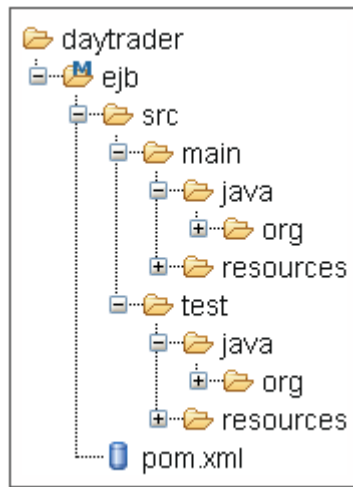 daytrader
M ejb
src
main
java
org
resources
test
java
org
resources
pom.xml